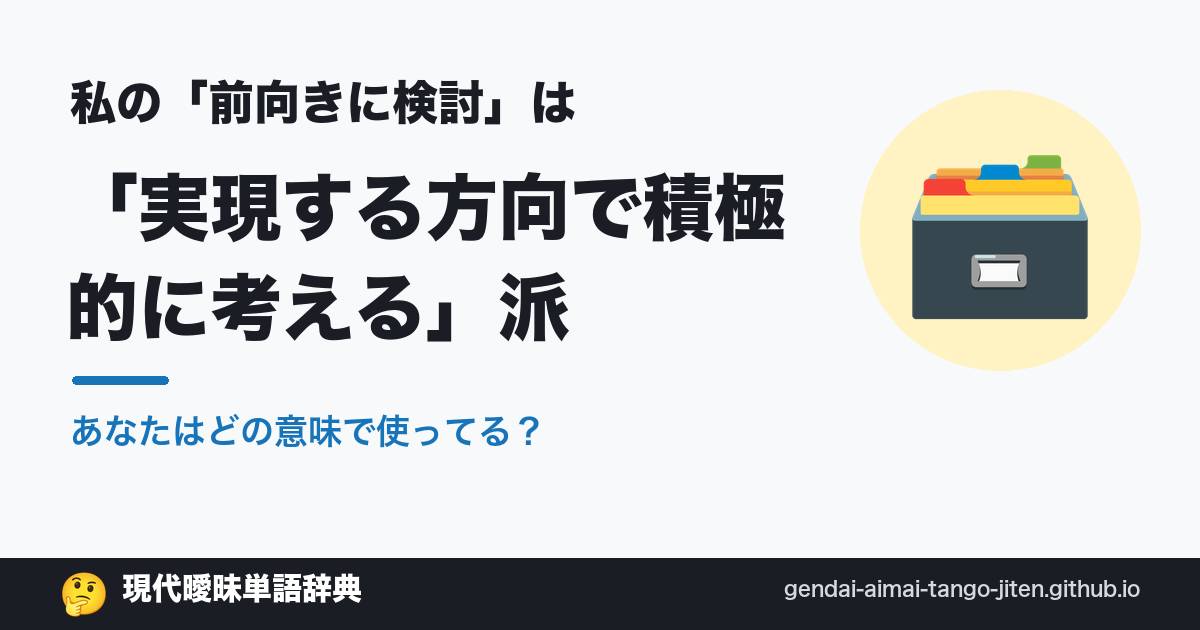 私の「前向きに検討」は
「実現する方向で積極
的に考える」派
あなたはどの意味で使ってる？
現代曖昧単語辞典
gendai-aimai-tango-jiten.github.io